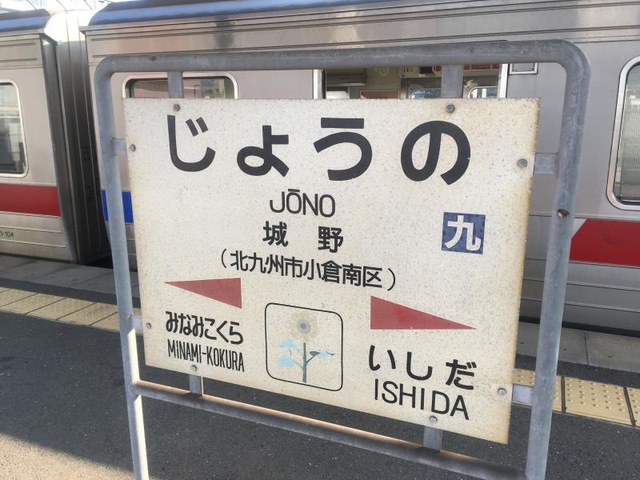 じょうの
JŌNO
城野
九
(北九州市小倉南区)
みなみこくら
MINAMI-KOKURA
いしだ
ISHIDA